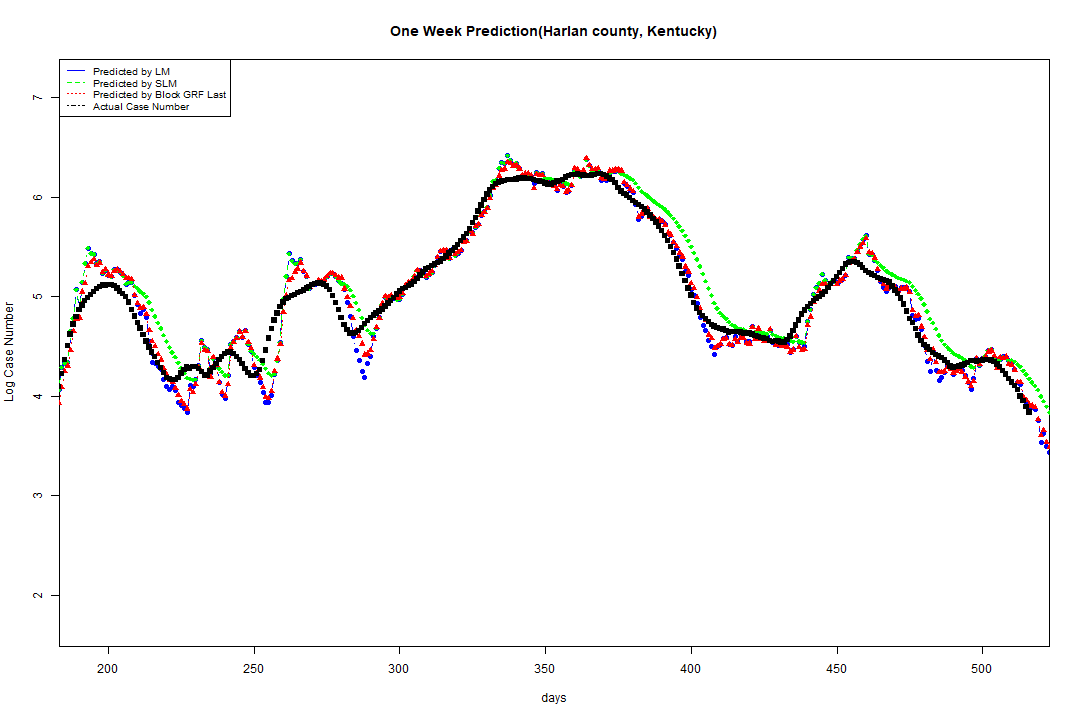 One Week Prediction(Harlan county, Kentucky)
Predicted by LM
Predicted by SLM
Predicted by Block GRF Last
Actual Case Number
Log Case Number
7
6
5
4
3
2
200 250 300 350 400 450 500
days